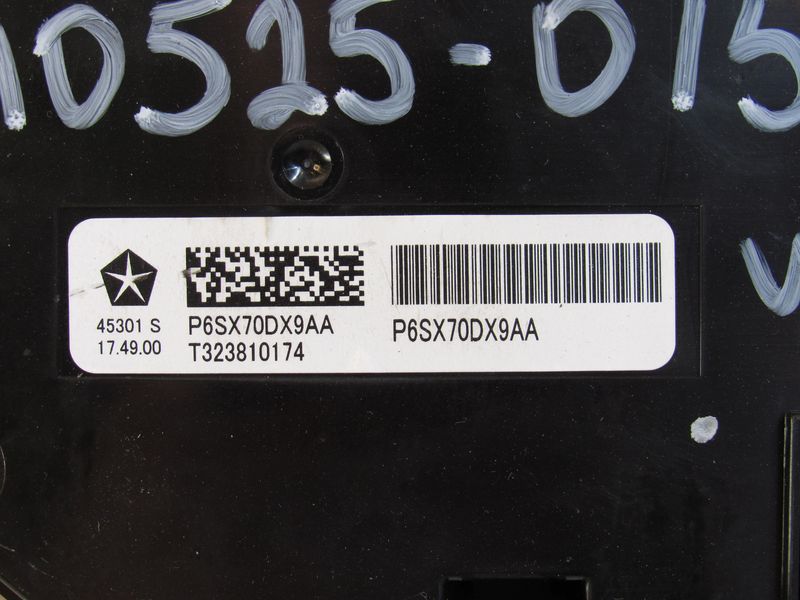 10525-015
45301 S
17.49.00
P6SX70DX9AA
T323810174
P6SX70DX9AA